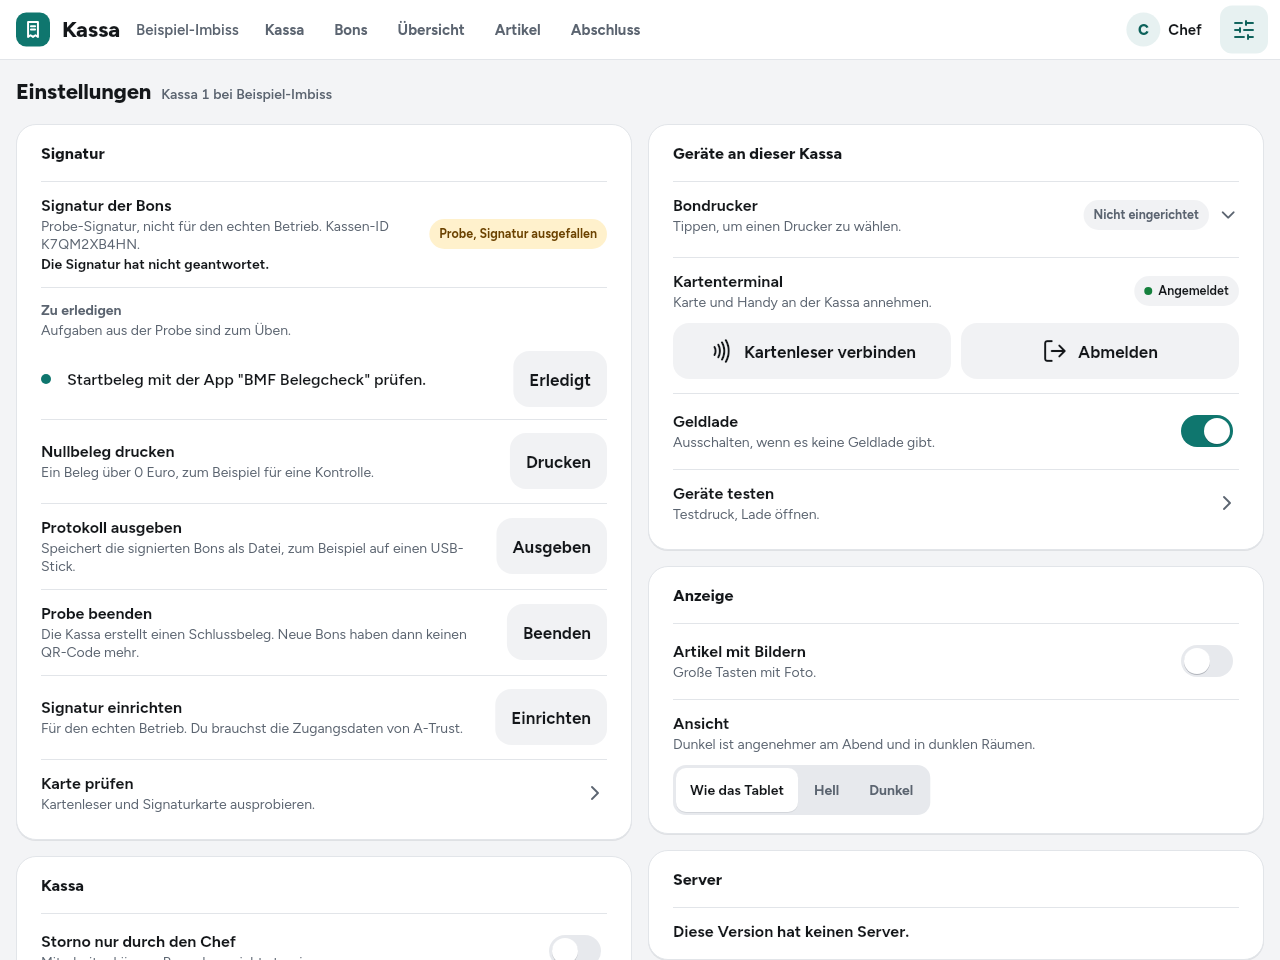 Kassa
Beispiel-Imbiss
Kassa
Bons
Übersicht
Artikel
Abschluss
C
Chef
Einstellungen
Kassa 1 bei Beispiel-Imbiss
Signatur
Signatur der Bons
Probe-Signatur, nicht für den echten Betrieb. Kassen-ID
K7QM2XB4HN.
Die Signatur hat nicht geantwortet.
Probe, Signatur ausgefallen
Zu erledigen
Aufgaben aus der Probe sind zum Üben.
Startbeleg mit der App "BMF Belegcheck" prüfen.
Erledigt
Nullbeleg drucken
Ein Beleg über 0 Euro, zum Beispiel für eine Kontrolle.
Drucken
Protokoll ausgeben
Speichert die signierten Bons als Datei, zum Beispiel auf einen USB-
Stick.
Ausgeben
Probe beenden
Die Kassa erstellt einen Schlussbeleg. Neue Bons haben dann keinen
QR-Code mehr.
Beenden
Signatur einrichten
Für den echten Betrieb. Du brauchst die Zugangsdaten von A-Trust.
Einrichten
Karte prüfen
Kartenleser und Signaturkarte ausprobieren.
Kassa
Storno nur durch den Chef
Geräte an dieser Kassa
Bondrucker
Tippen, um einen Drucker zu wählen.
Nicht eingerichtet
Kartenterminal
Karte und Handy an der Kassa annehmen.
Angemeldet
Kartenleser verbinden
Abmelden
Geldlade
Ausschalten, wenn es keine Geldlade gibt.
Geräte testen
Testdruck, Lade öffnen.
Anzeige
Artikel mit Bildern
Große Tasten mit Foto.
Ansicht
Dunkel ist angenehmer am Abend und in dunklen Räumen.
Wie das Tablet
Hell
Dunkel
Server
Diese Version hat keinen Server.